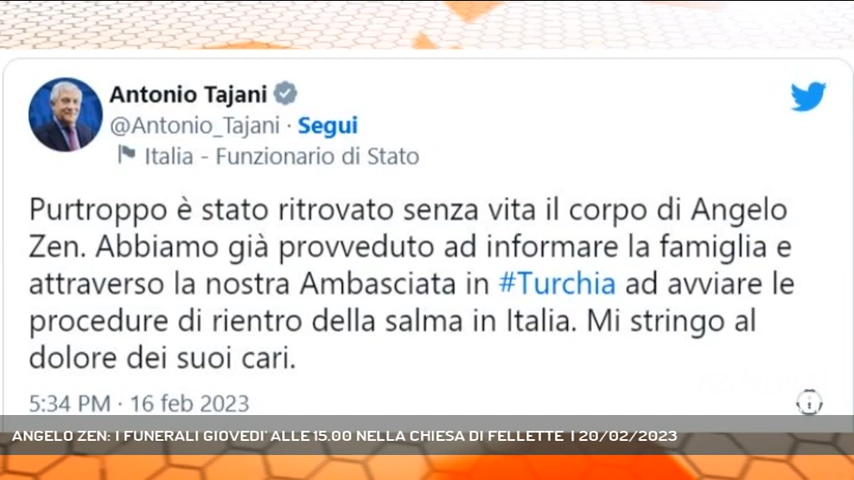 Antonio Tajani
@Antonio_Tajani · Segui
Italia - Funzionario di Stato
Purtroppo è stato ritrovato senza vita il corpo di Angelo
Zen. Abbiamo già provveduto ad informare la famiglia e
attraverso la nostra Ambasciata in #Turchia ad avviare le
procedure di rientro della salma in Italia. Mi stringo al
dolore dei suoi cari.
5:34 PM · 16 feb 2023
ANGELO ZEN: I FUNERALI GIOVEDI' ALLE 15.00 NELLA CHIESA DI FELLETTE | 20/02/2023